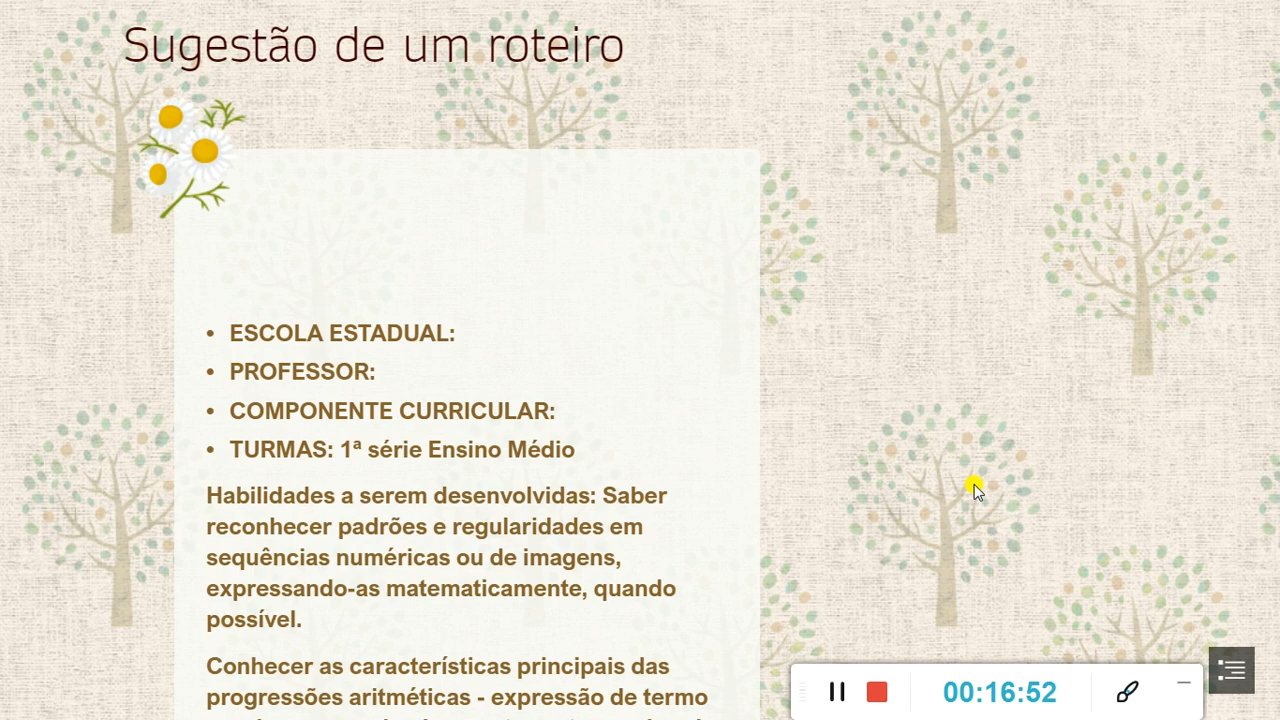 Sugestão de um roteiro
• ESCOLA ESTADUAL:
• PROFESSOR:
• COMPONENTE CURRICULAR:
• TURMAS: 1ª série Ensino Médio
Habilidades a serem desenvolvidas: Saber
reconhecer padrões e regularidades em
sequências numéricas ou de imagens,
expressando-as matematicamente, quando
possível.
Conhecer as características principais das
progressões aritméticas - expressão de termo
00:16:52